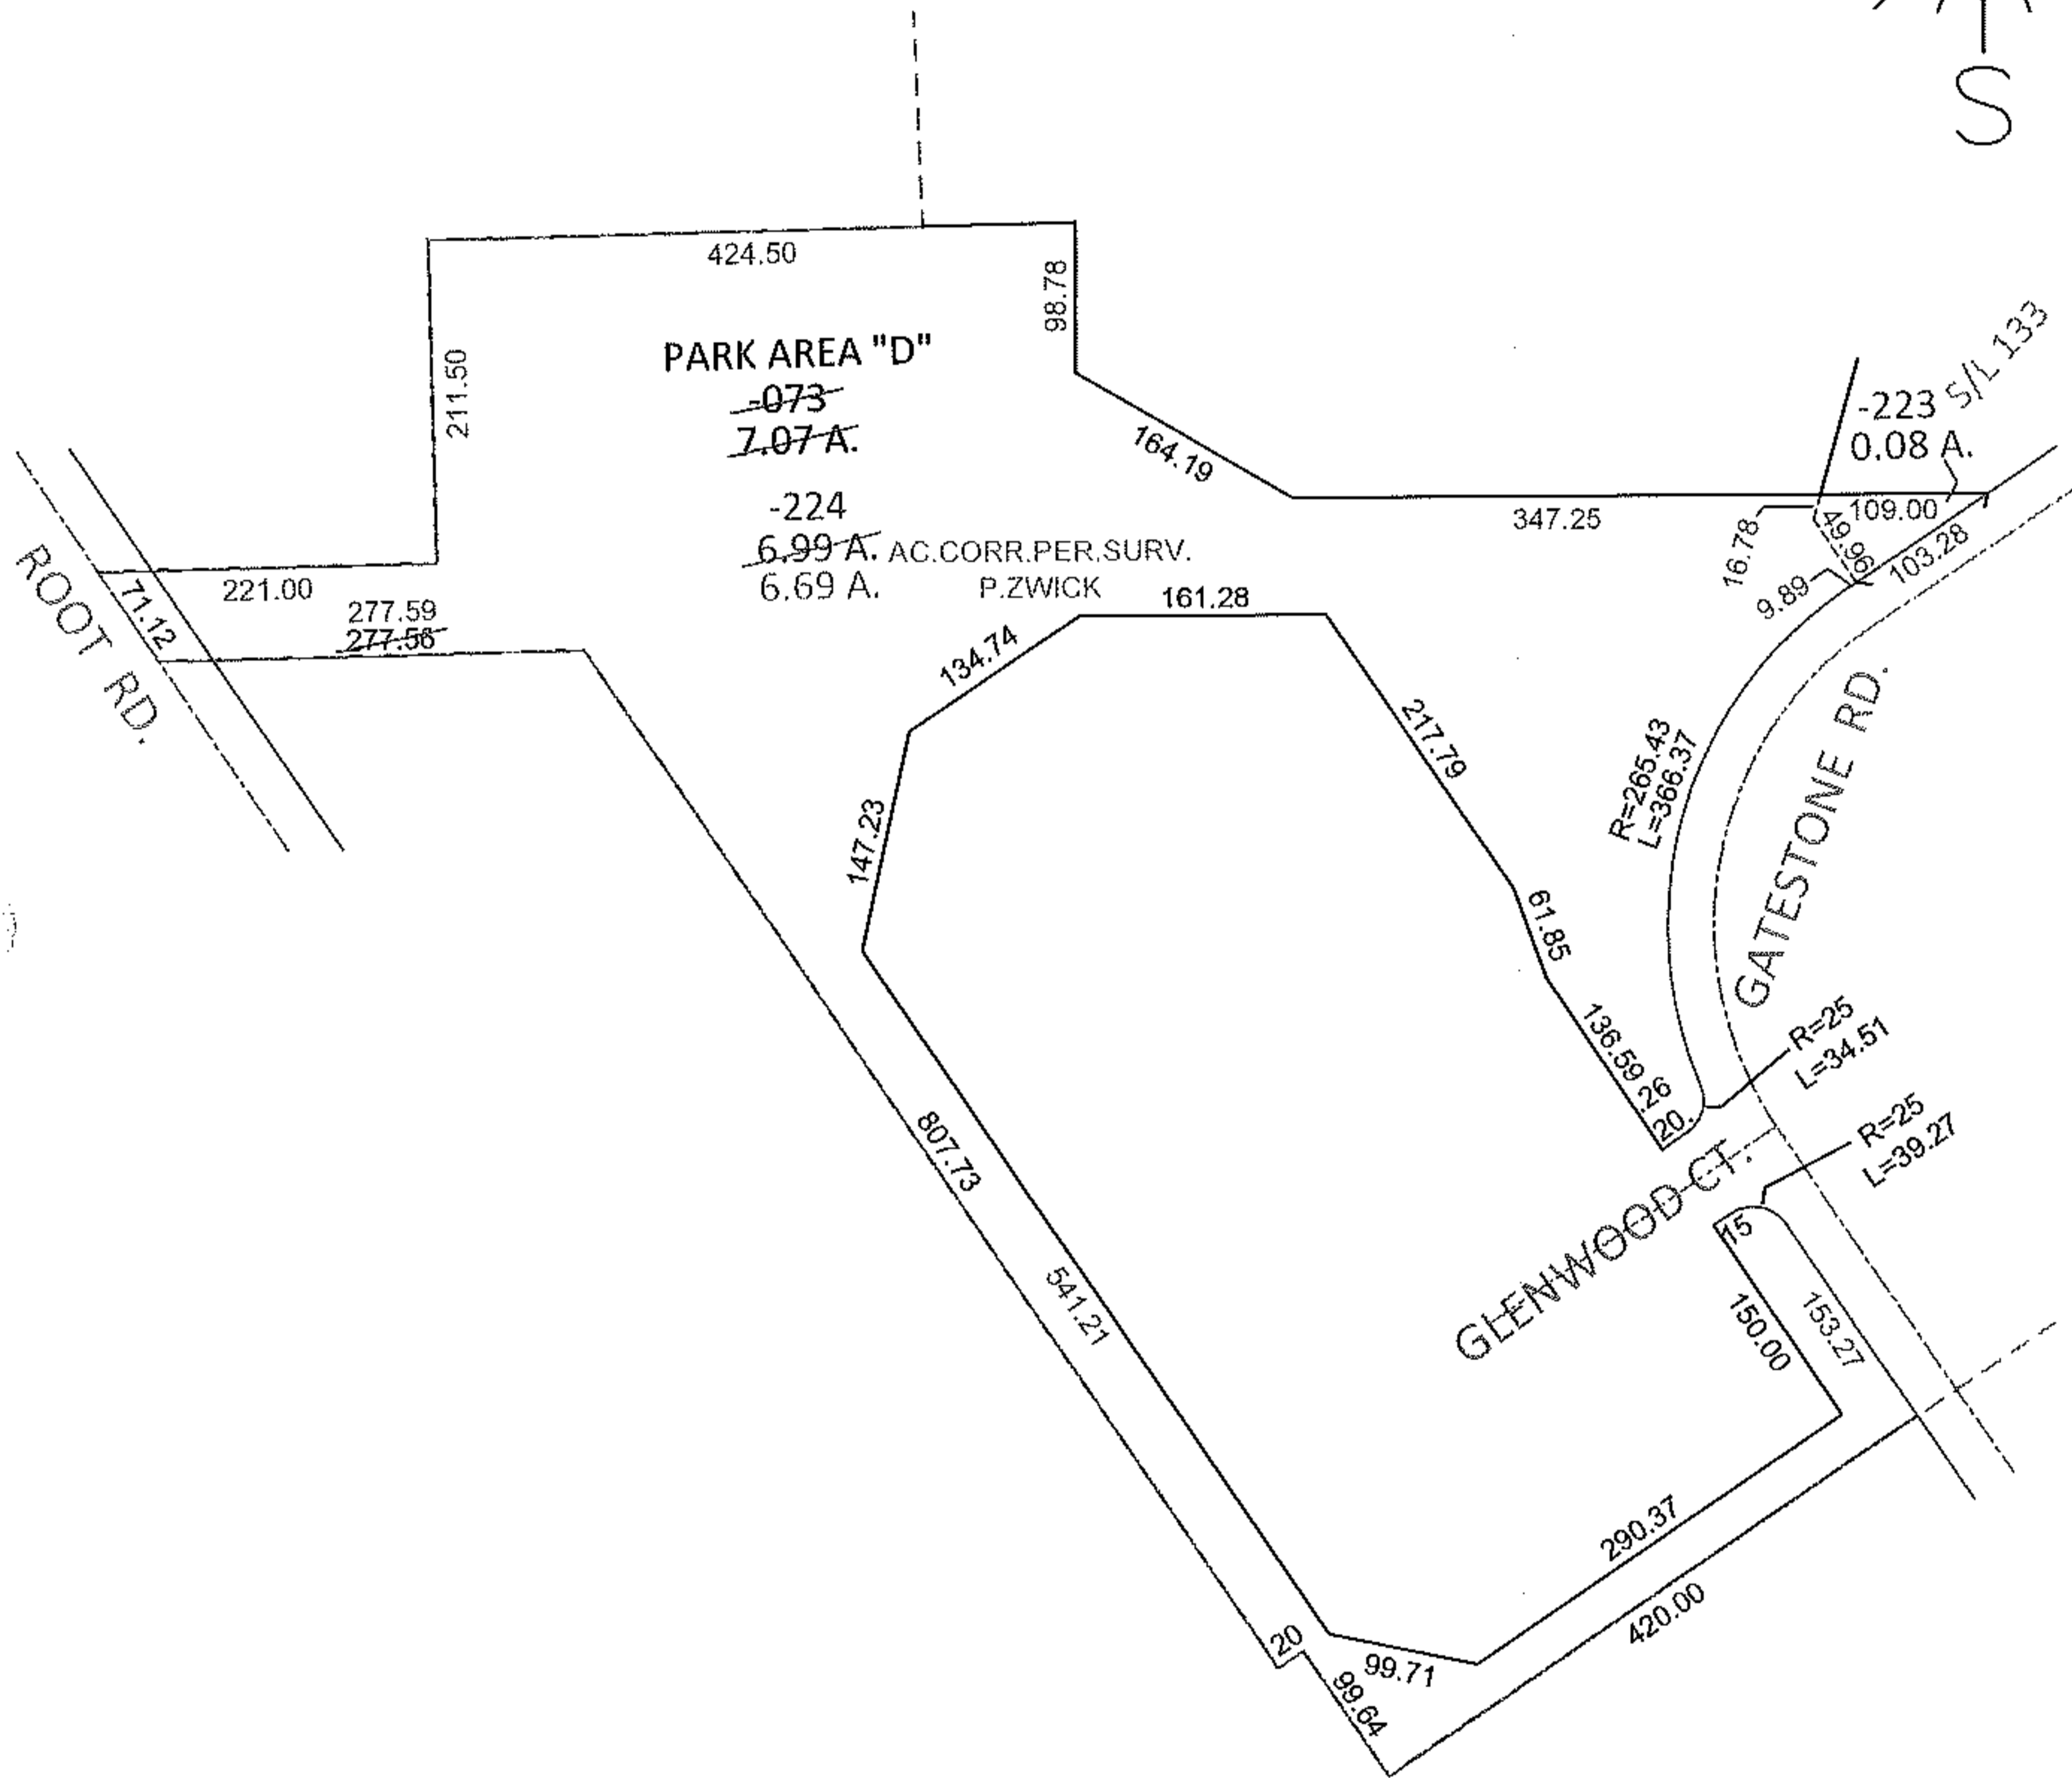 S
424.50
98.78
211.50
PARK AREA "D"
-073
7.07 A.
-224
6.99 A. AC.CORR.PER.SURV.
6.69 A. P.ZWICK
164.19
347.25
-223 S/L 133
0.08 A.
109.00
16.78
49.96
103.28
9.89
ROOT RD.
71.12
221.00
277.59
277.56
161.28
134.74
147.23
217.79
61.85
136.59
20.26
R=265.43
L=366.37
GATESTONE RD.
R=25
L=34.51
R=25
L=39.27
GLENWOOD CT.
15
150.00
153.27
807.73
541.21
290.37
420.00
20
99.71
99.64